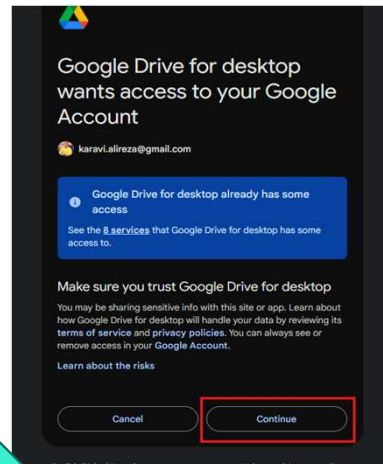 Google Drive for desktop
wants access to your Google
Account
karavi.alireza@gmail.com
Google Drive for desktop already has some
access
See the 8 services that Google Drive for desktop has some
access to.
Make sure you trust Google Drive for desktop
You may be sharing sensitive info with this site or app. Learn about
how Google Drive for desktop will handle your data by reviewing its
terms of service and privacy policies. You can always see or
remove access in your Google Account.
Learn about the risks
Cancel
Continue